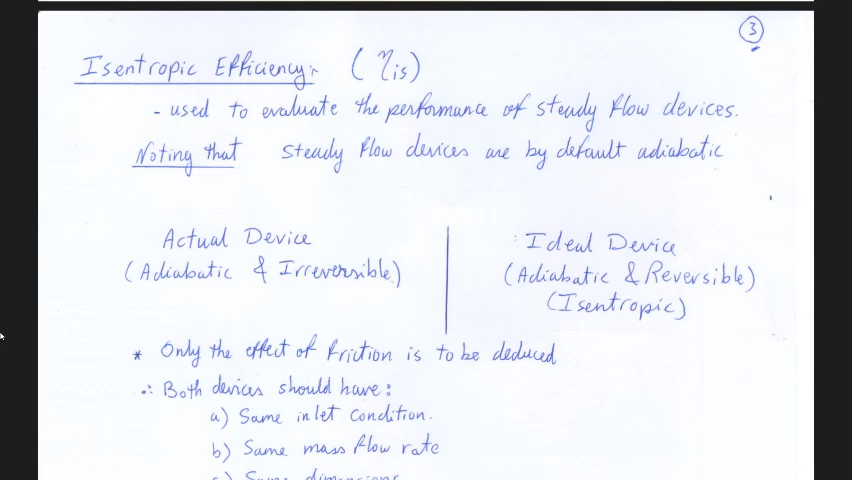 3
Isentropic Efficiency:- (ηis)
- used to evaluate the performance of steady flow devices.
Noting that steady flow devices are by default adiabatic
Actual Device
(Adiabatic & Irreversible)
Ideal Device
(Adiabatic & Reversible)
(Isentropic)
* Only the effect of friction is to be deduced
∴ Both devices should have:
a) Same inlet condition.
b) Same mass flow rate
c) Same dimensions